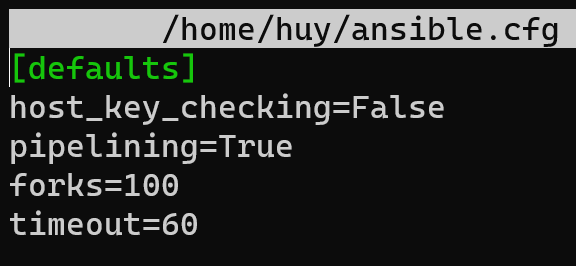 /home/huy/ansible.cfg
[defaults]
host_key_checking=False
pipelining=True
forks=100
timeout=60